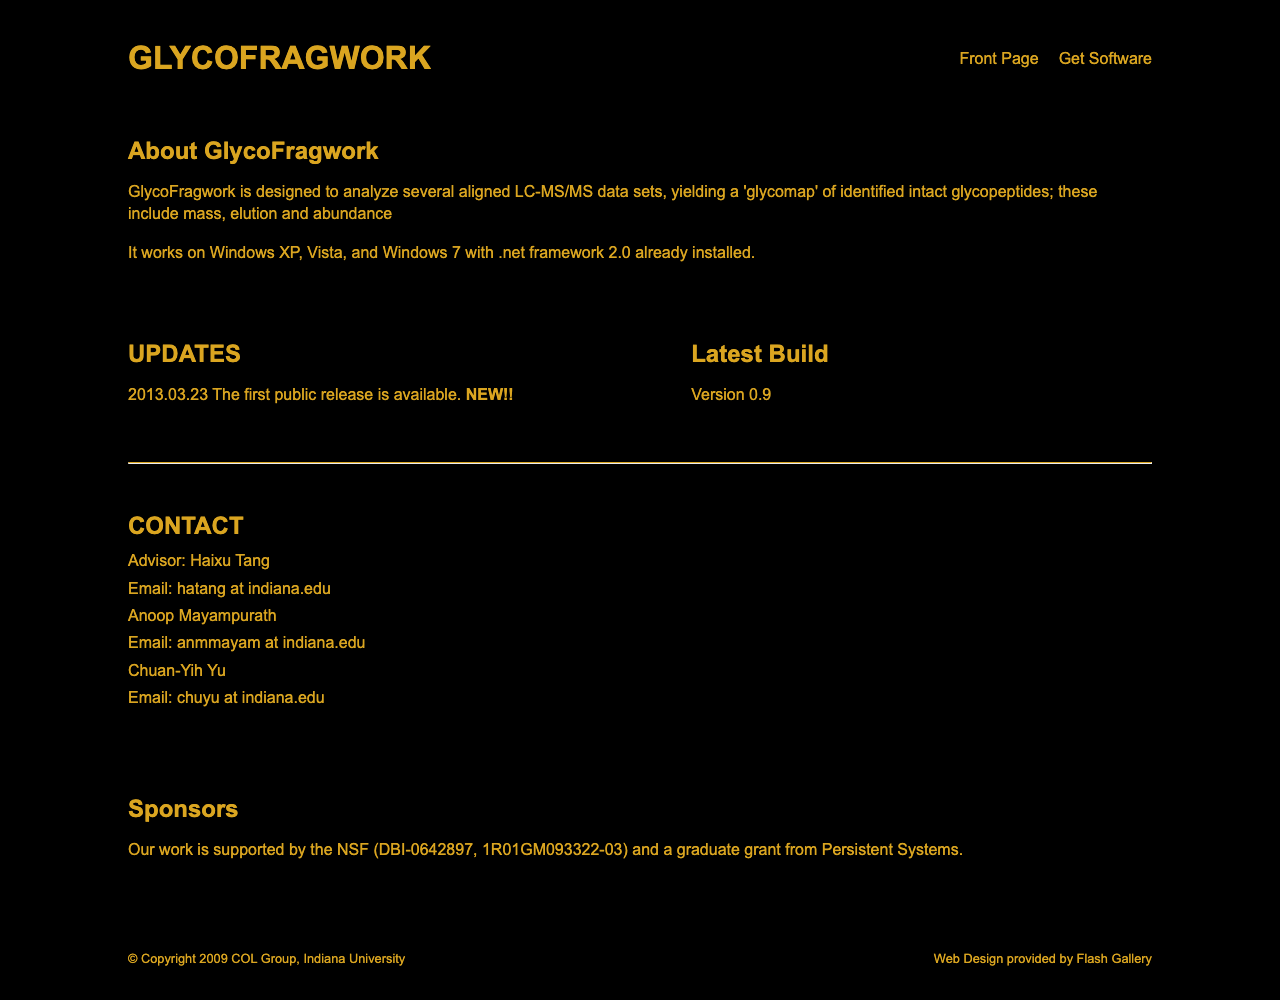 GLYCOFRAGWORK
Front Page Get Software
About GlycoFragwork
GlycoFragwork is designed to analyze several aligned LC-MS/MS data sets, yielding a 'glycomap' of identified intact glycopeptides; these
include mass, elution and abundance
It works on Windows XP, Vista, and Windows 7 with .net framework 2.0 already installed.
UPDATES
2013.03.23 The first public release is available. NEW!!
Latest Build
Version 0.9
CONTACT
Advisor: Haixu Tang
Email: hatang at indiana.edu
Anoop Mayampurath
Email: anmmayam at indiana.edu
Chuan-Yih Yu
Email: chuyu at indiana.edu
Sponsors
Our work is supported by the NSF (DBI-0642897, 1R01GM093322-03) and a graduate grant from Persistent Systems.
© Copyright 2009 COL Group, Indiana University
Web Design provided by Flash Gallery